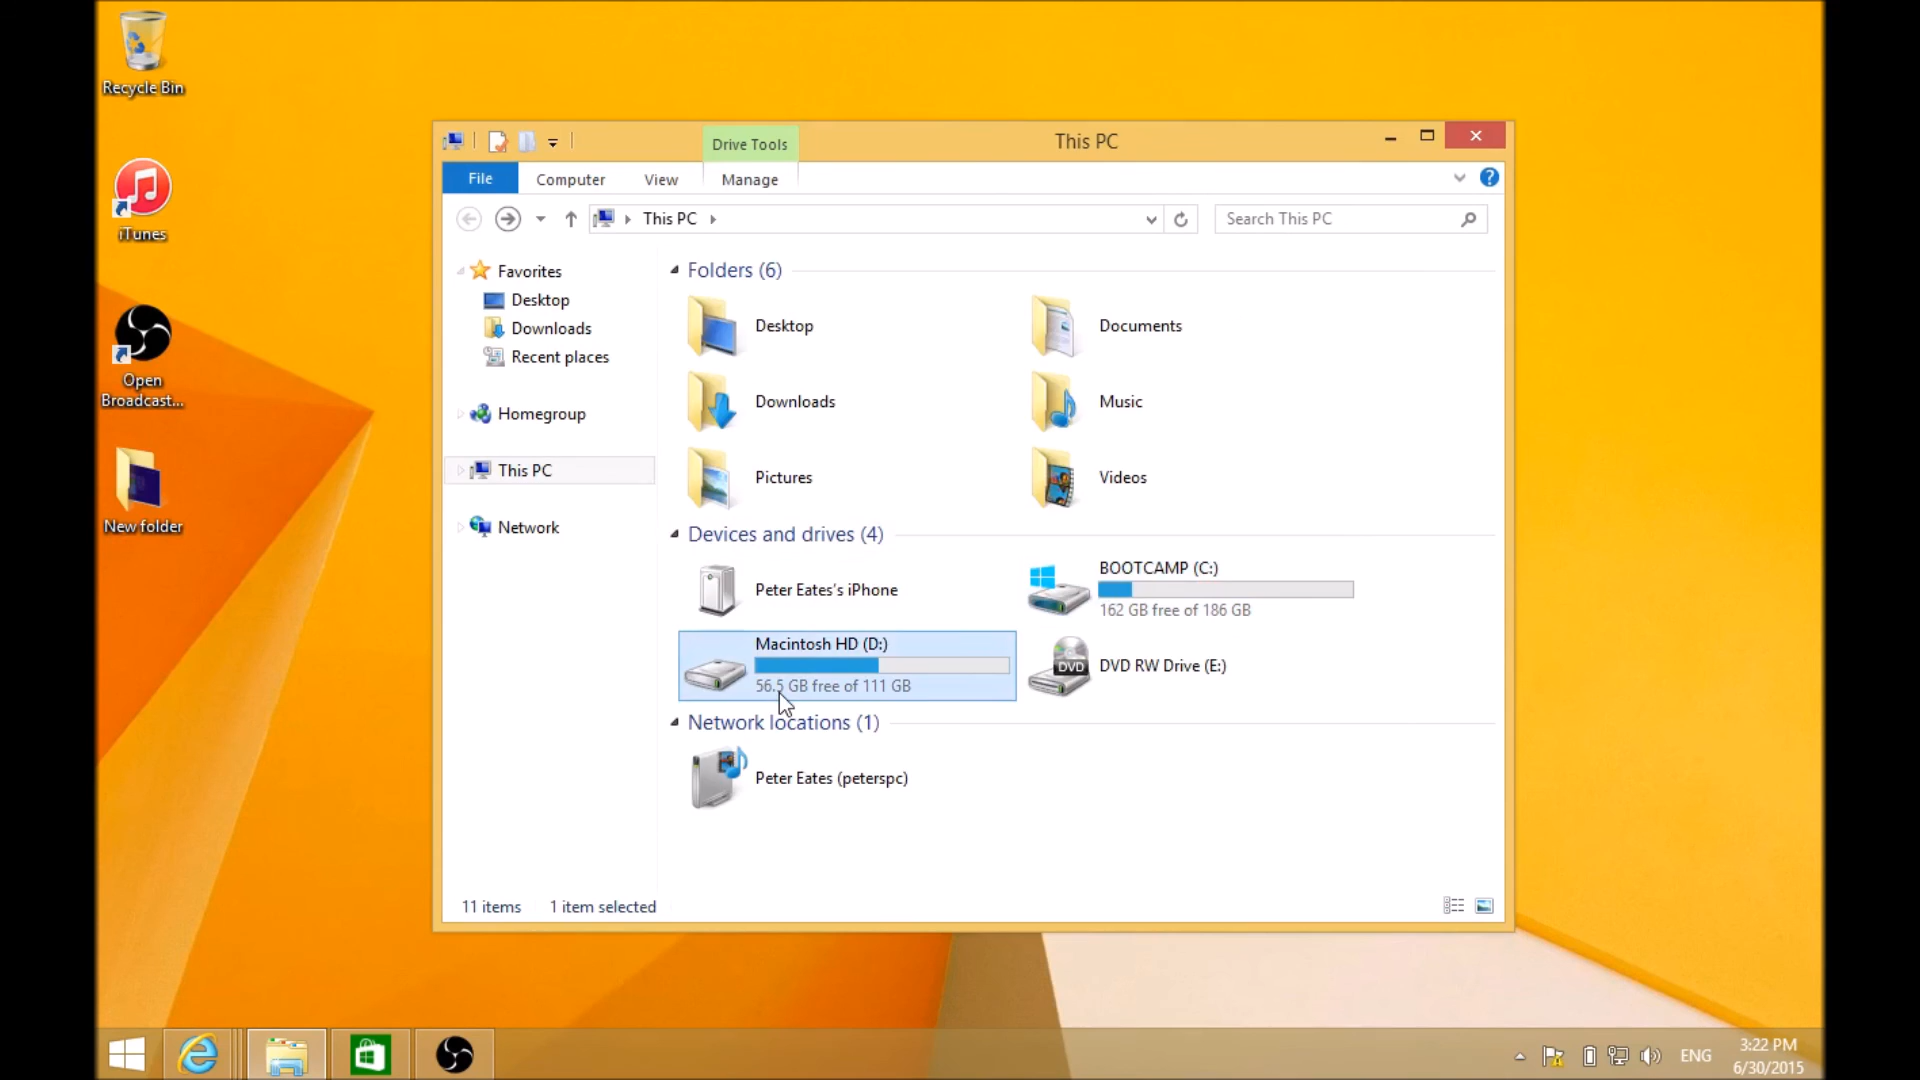 Recycle Bin
iTunes
Open
Broadcast...
New folder
Drive Tools
This PC
File
Computer
View
Manage
This PC
Search This PC
Favorites
Desktop
Downloads
Recent places
Homegroup
This PC
Network
Folders (6)
Desktop
Documents
Downloads
Music
Pictures
Videos
Devices and drives (4)
Peter Eates's iPhone
BOOTCAMP (C:)
162 GB free of 186 GB
Macintosh HD (D:)
56.5 GB free of 111 GB
DVD
DVD RW Drive (E:)
Network locations (1)
Peter Eates (peterspc)
11 items
1 item selected
ENG
3:22 PM
6/30/2015